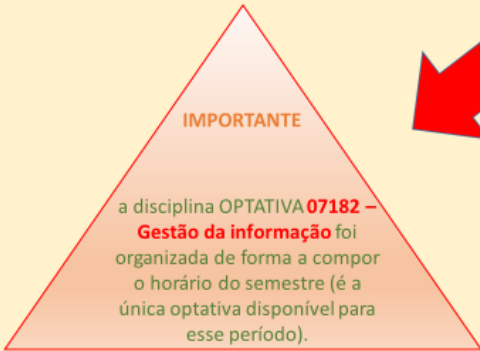 IMPORTANTE
a disciplina OPTATIVA 07182 –
Gestão da informação foi
organizada de forma a compor
o horário do semestre (é a
única optativa disponível para
esse período).